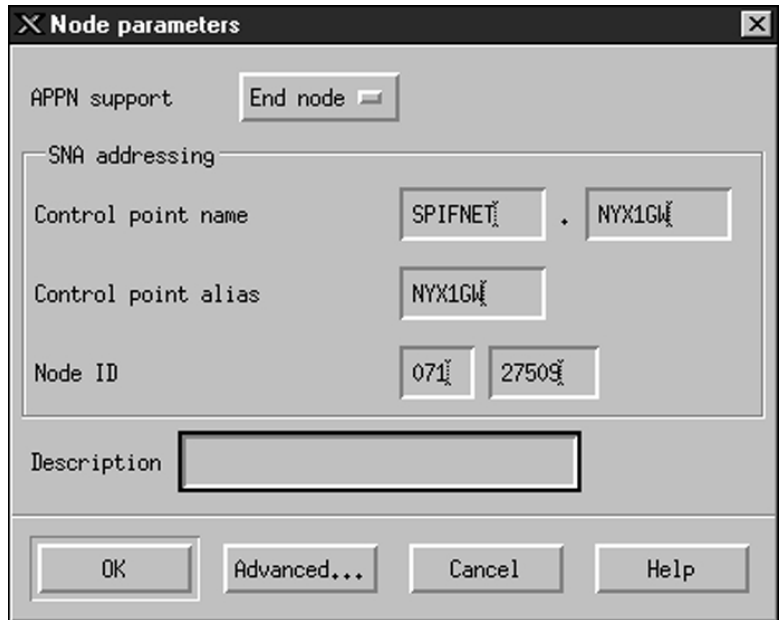 Node parameters
APPN support End node
SNA addressing
Control point name SPIFNET . NYX1GW
Control point alias NYX1GW
Node ID 071 27509
Description
OK Advanced... Cancel Help